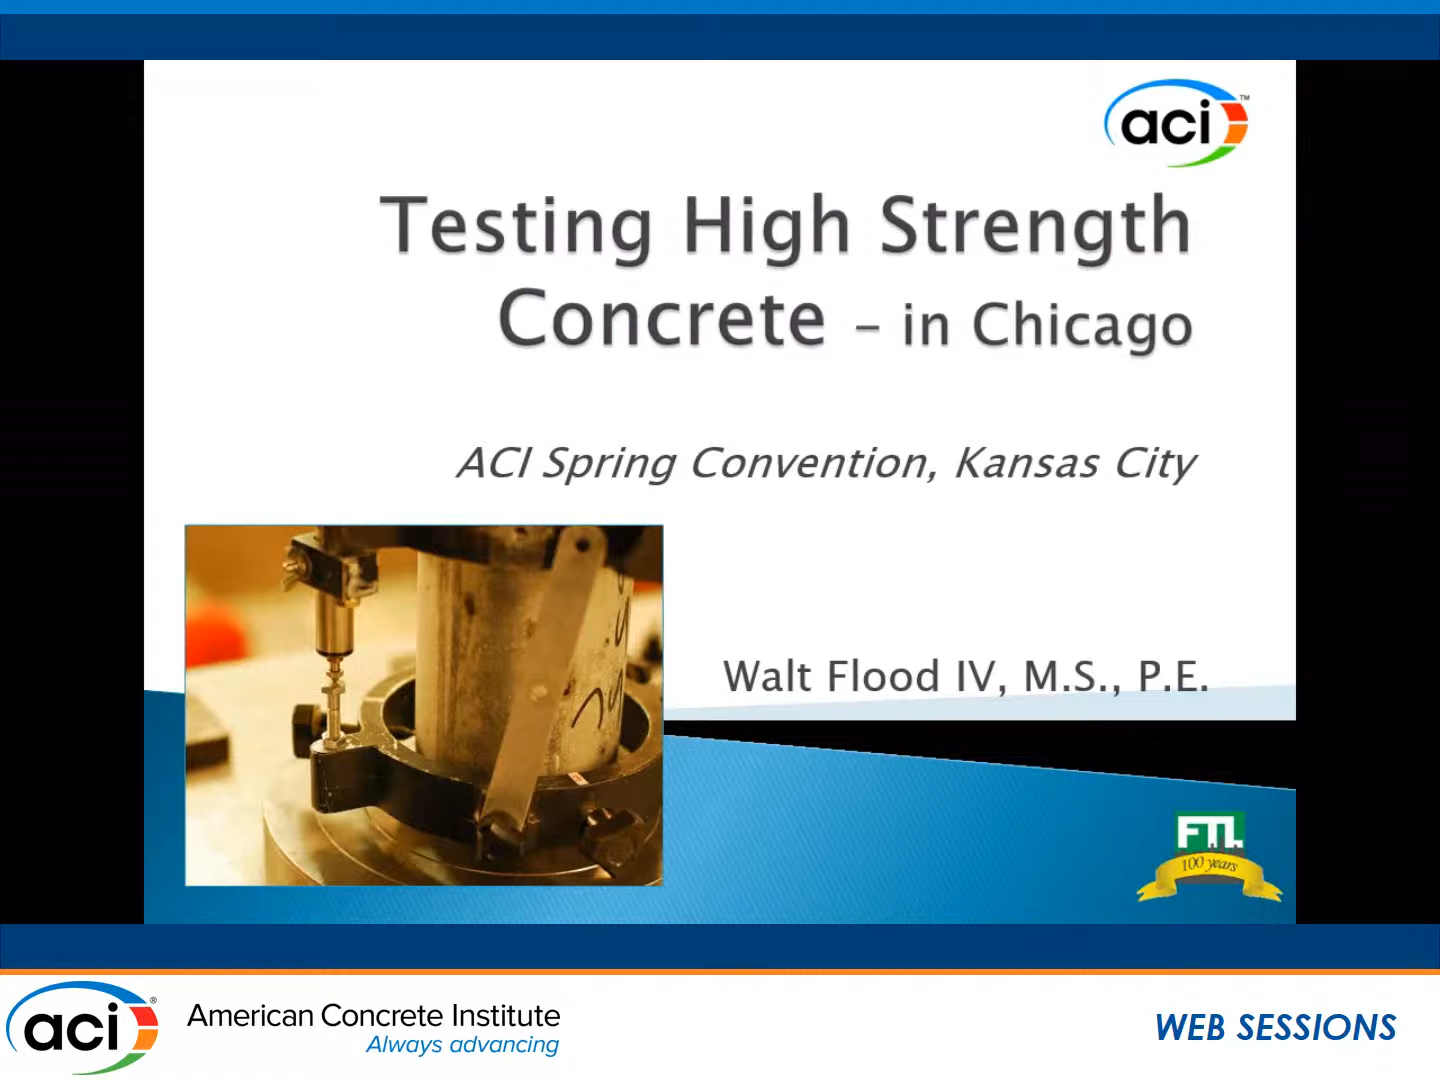 aci™
Testing High Strength
Concrete – in Chicago
ACI Spring Convention, Kansas City
Walt Flood IV, M.S., P.E.
FTL
100 years
aci®
American Concrete Institute
Always advancing
WEB SESSIONS